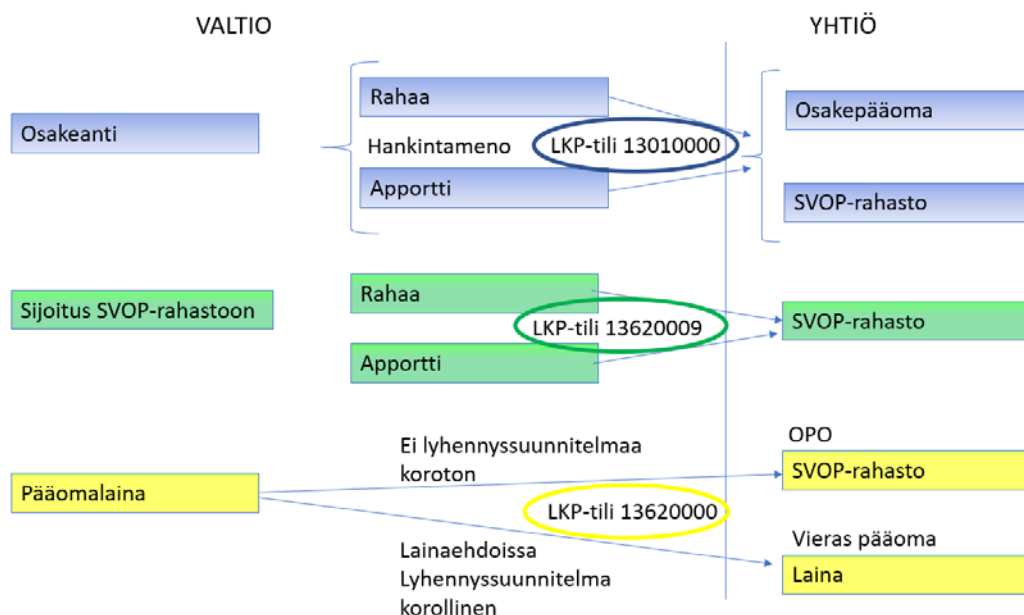 VALTIO
YHTIÖ
Osakeanti
Rahaa
Hankintameno
LKP-tili 13010000
Apportti
Osakepääoma
SVOP-rahasto
Sijoitus SVOP-rahastoon
Rahaa
LKP-tili 13620009
Apportti
SVOP-rahasto
Pääomalaina
Ei lyhennyssuunnitelmaa
koroton
LKP-tili 13620000
Lainaehdoissa
Lyhennyssuunnitelma
korollinen
OPO
SVOP-rahasto
Vieras pääoma
Laina